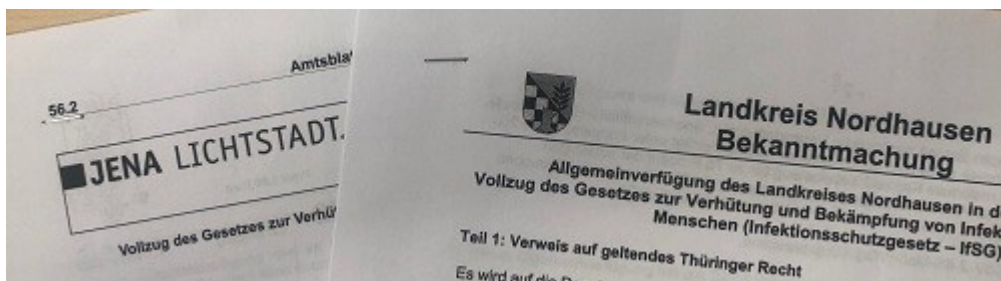 Amtsbla
56.2
JENA LICHTSTADT.
Vollzug des Gesetzes zur Verhü
Landkreis Nordhausen
Bekanntmachung
Allgemeinverfügung des Landkreises Nordhausen in d
Vollzug des Gesetzes zur Verhütung und Bekämpfung von Infek
Menschen (Infektionsschutzgesetz – IfSG)
Teil 1: Verweis auf geltendes Thüringer Recht
Es wird auf die